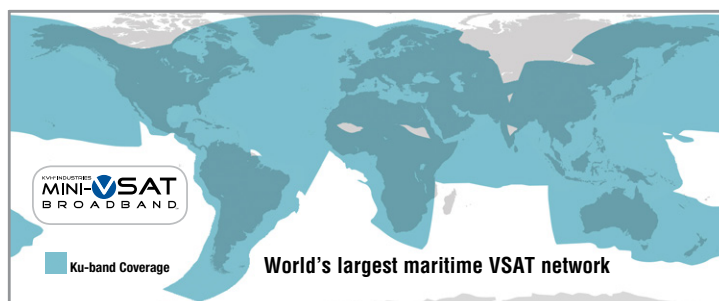 KVH INDUSTRIES
MINI-VSAT
BROADBAND
Ku-band Coverage
World's largest maritime VSAT network